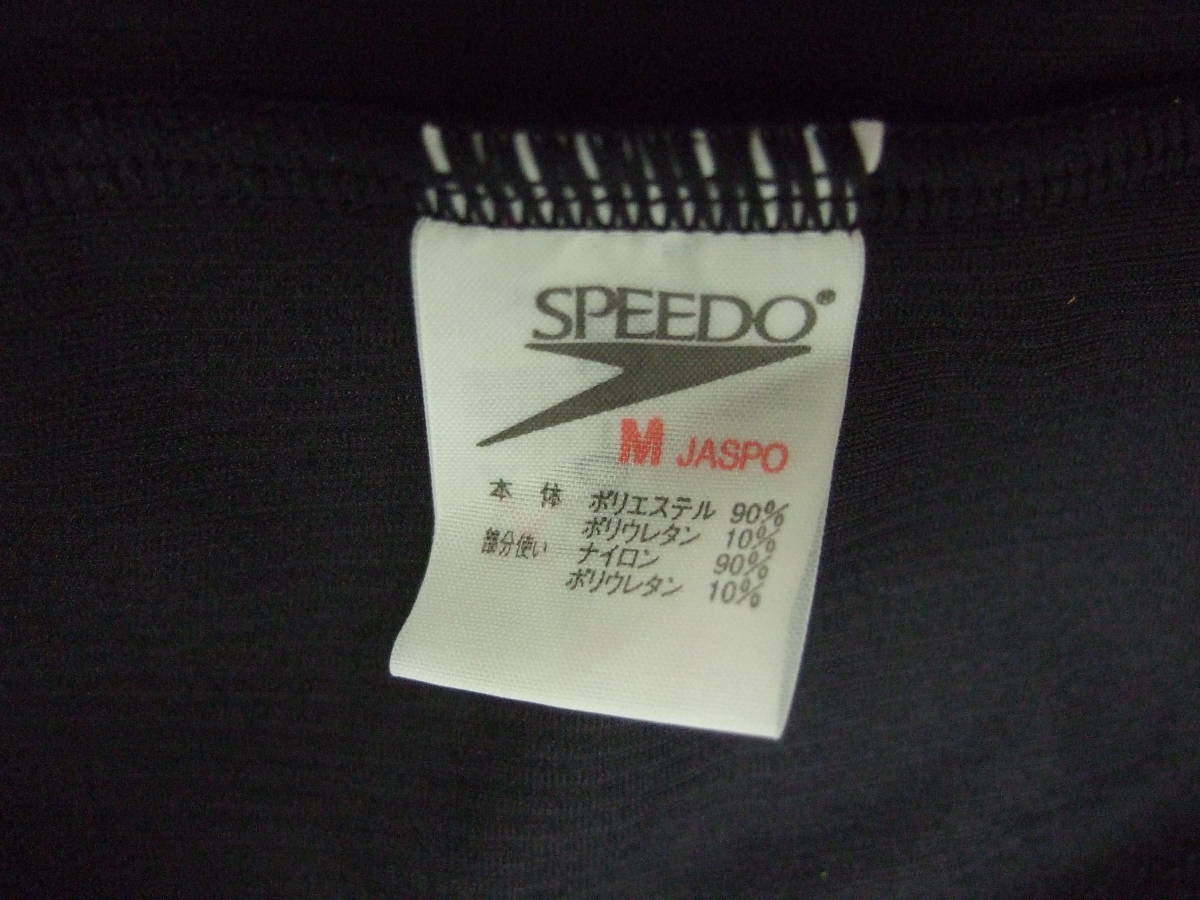 SPEEDO®
M JASPO
本体 ポリエステル 90%
ポリウレタン 10%
部分使い ナイロン 90%
ポリウレタン 10%